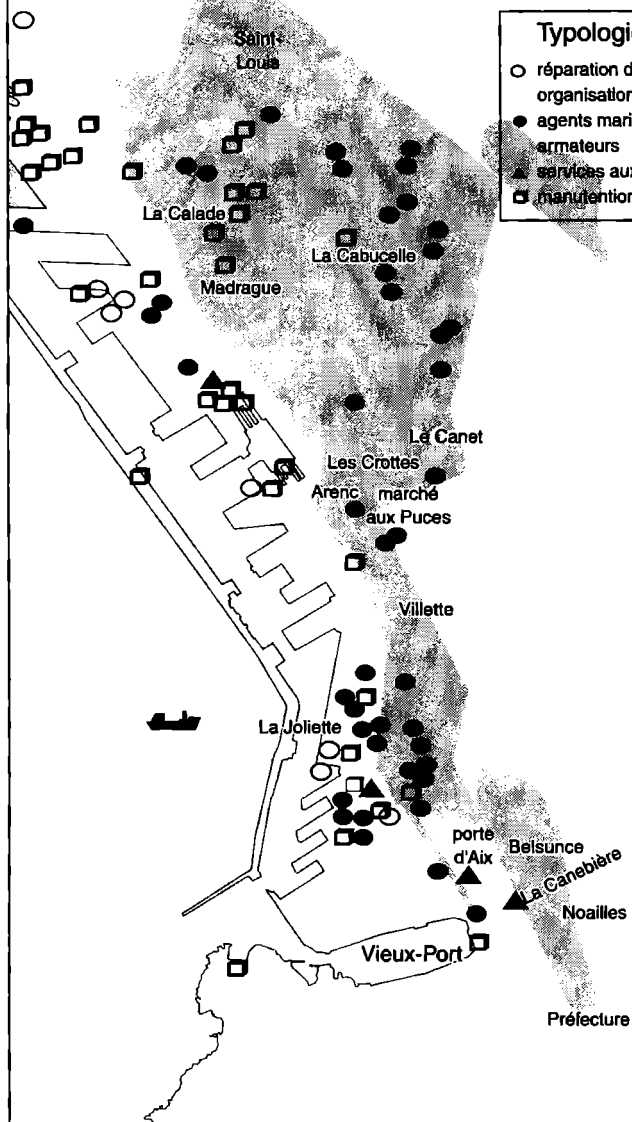 Typologi
réparation d
organisation
agents mari
armateurs
services aux
manutention
Saint-
Louis
La Calade
La Cabucelle
Madrague
Le Canet
Les Crottes
Arenc marché
aux Puces
Villette
La Joliette
porte
d'Aix
Belsunce
La Canebière
Noailles
Vieux-Port
Préfecture